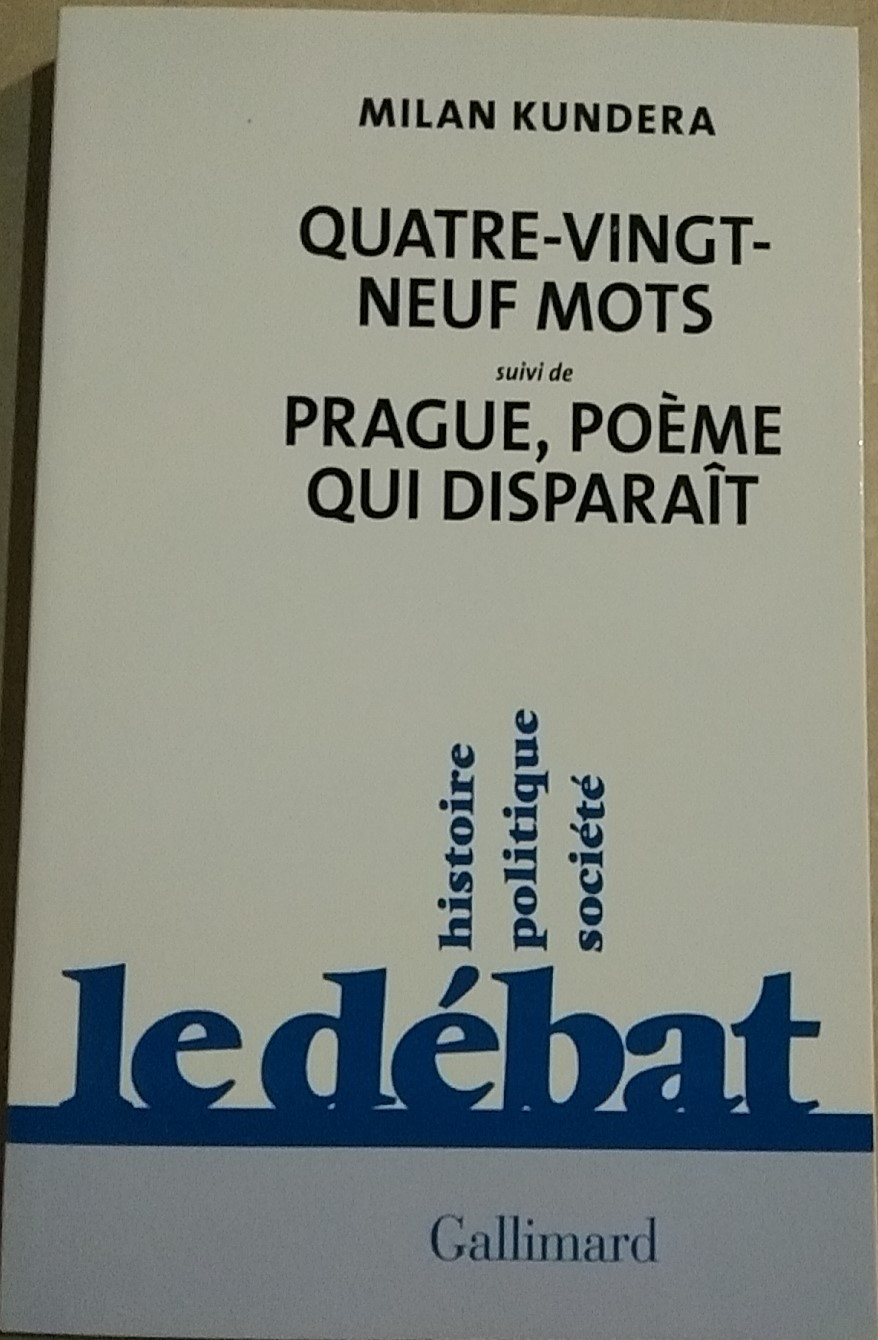 MILAN KUNDERA
QUATRE-VINGT-
NEUF MOTS
suivi de
PRAGUE, POÈME
QUI DISPARAÎT
histoire
politique
société
le débat
Gallimard